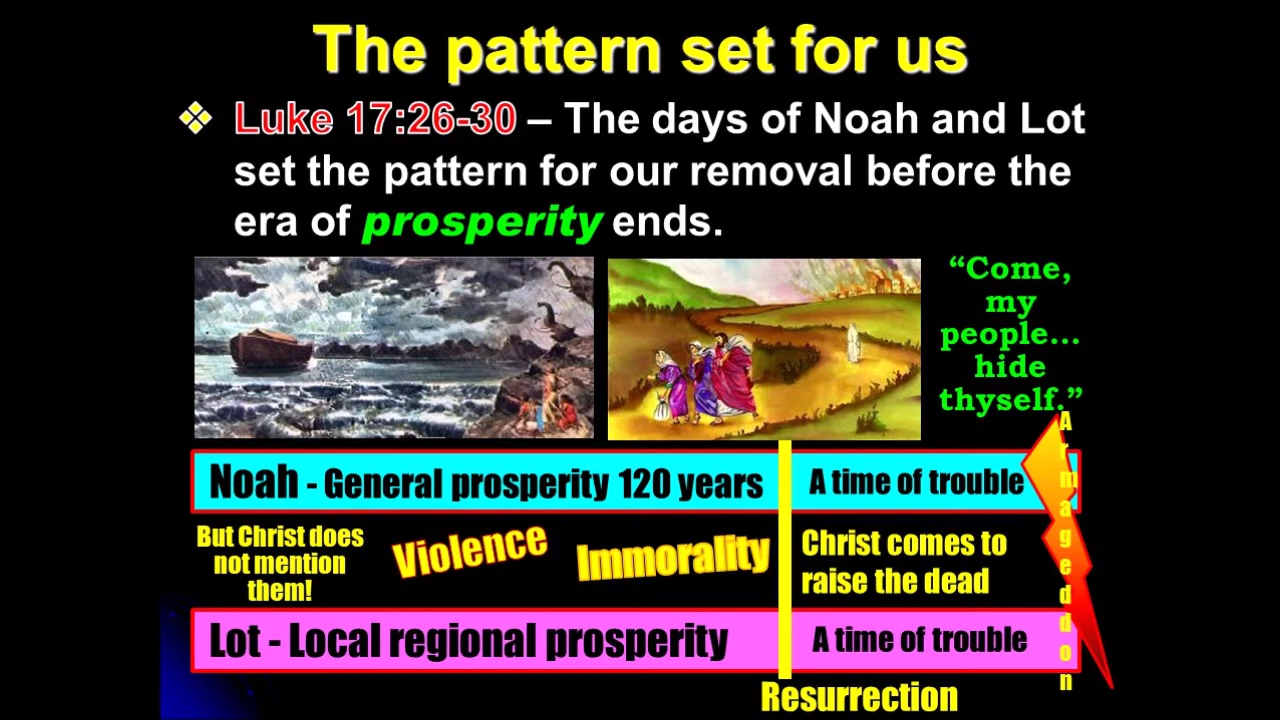 The pattern set for us
Luke 17:26-30 – The days of Noah and Lot
set the pattern for our removal before the
era of prosperity ends.
“Come,
my
people...
hide
thyself.”
Noah - General prosperity 120 years
A time of trouble
But Christ does
not mention
them!
Violence
Immorality
Christ comes to
raise the dead
Lot - Local regional prosperity
A time of trouble
Armageddon
Resurrection